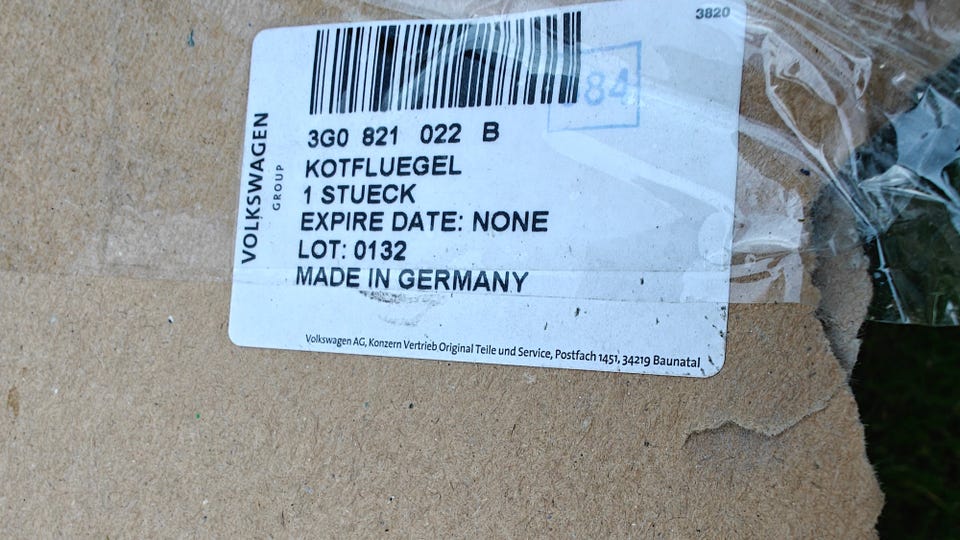 3820
84
3G0 821 022 B
KOTFLUEGEL
1 STUECK
EXPIRE DATE: NONE
LOT: 0132
MADE IN GERMANY
VOLKSWAGEN
GROUP
Volkswagen AG, Konzern Vertrieb Original Teile und Service, Postfach 1451, 34219 Baunatal